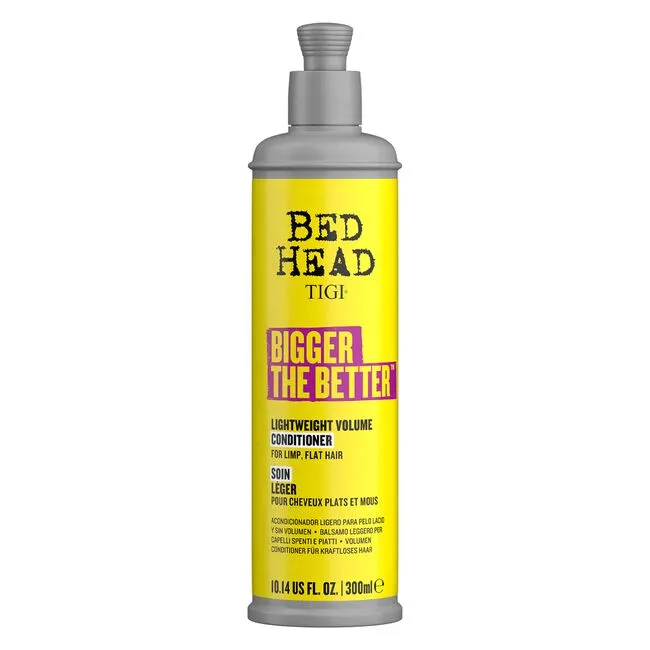 BED
HEAD
TIGI®
BIGGER
THE BETTER™
LIGHTWEIGHT VOLUME
CONDITIONER
FOR LIMP, FLAT HAIR
SOIN
LÉGER
POUR CHEVEUX PLATS ET MOUS
ACONDICIONADOR LIGERO PARA PELO LACIO
Y SIN VOLUMEN • BALSAMO LEGGERO PER
CAPELLI SPENTI E PIATTI • VOLUMEN
CONDITIONER FÜR KRAFTLOSES HAAR
10.14 US FL. OZ. | 300ml ℮